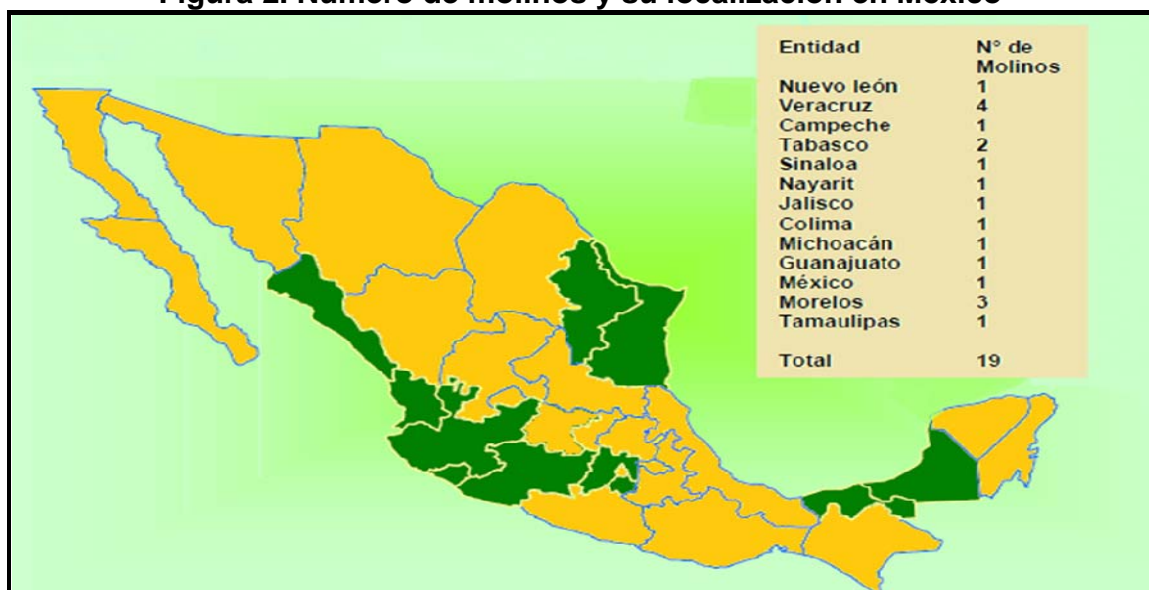 Figura 2. Número de molinos y su localización en México
Entidad N° de Molinos
Nuevo león 1
Veracruz 4
Campeche 1
Tabasco 2
Sinaloa 1
Nayarit 1
Jalisco 1
Colima 1
Michoacán 1
Guanajuato 1
México 1
Morelos 3
Tamaulipas 1
Total 19